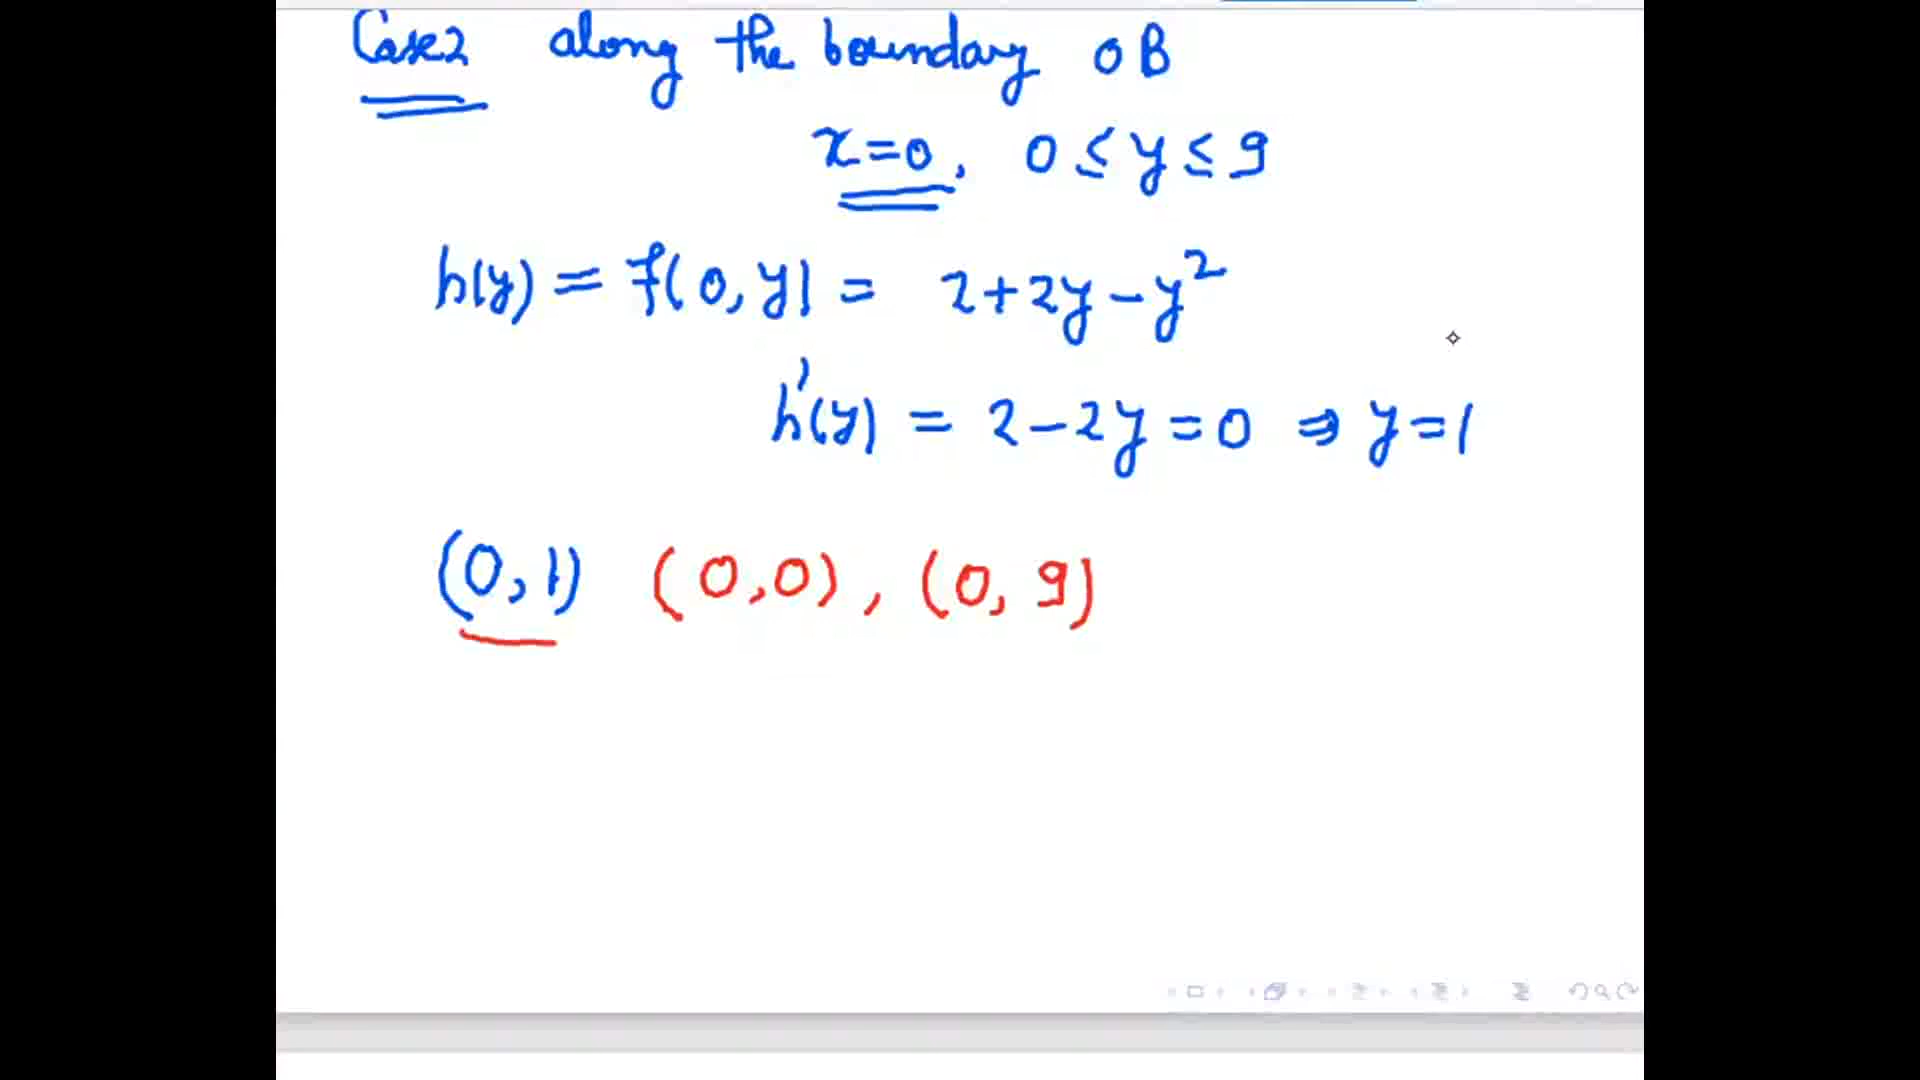 Case2 along the boundary OB
x=0, 0 ≤ y ≤ 9
h(y) = f(0, y) = 2+2y-y²
h'(y) = 2-2y=0 ⇒ y=1
(0,1) (0,0), (0,9)